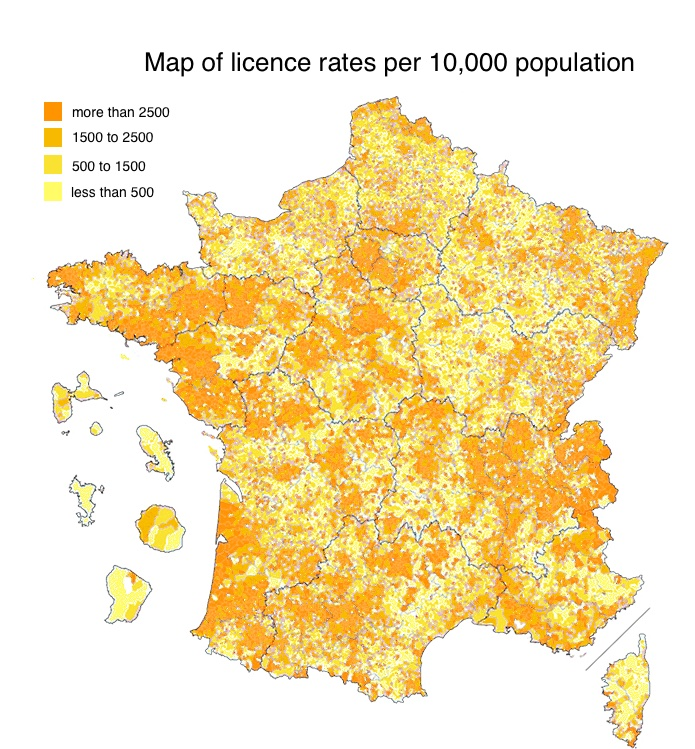 Map of licence rates per 10,000 population
more than 2500
1500 to 2500
500 to 1500
less than 500